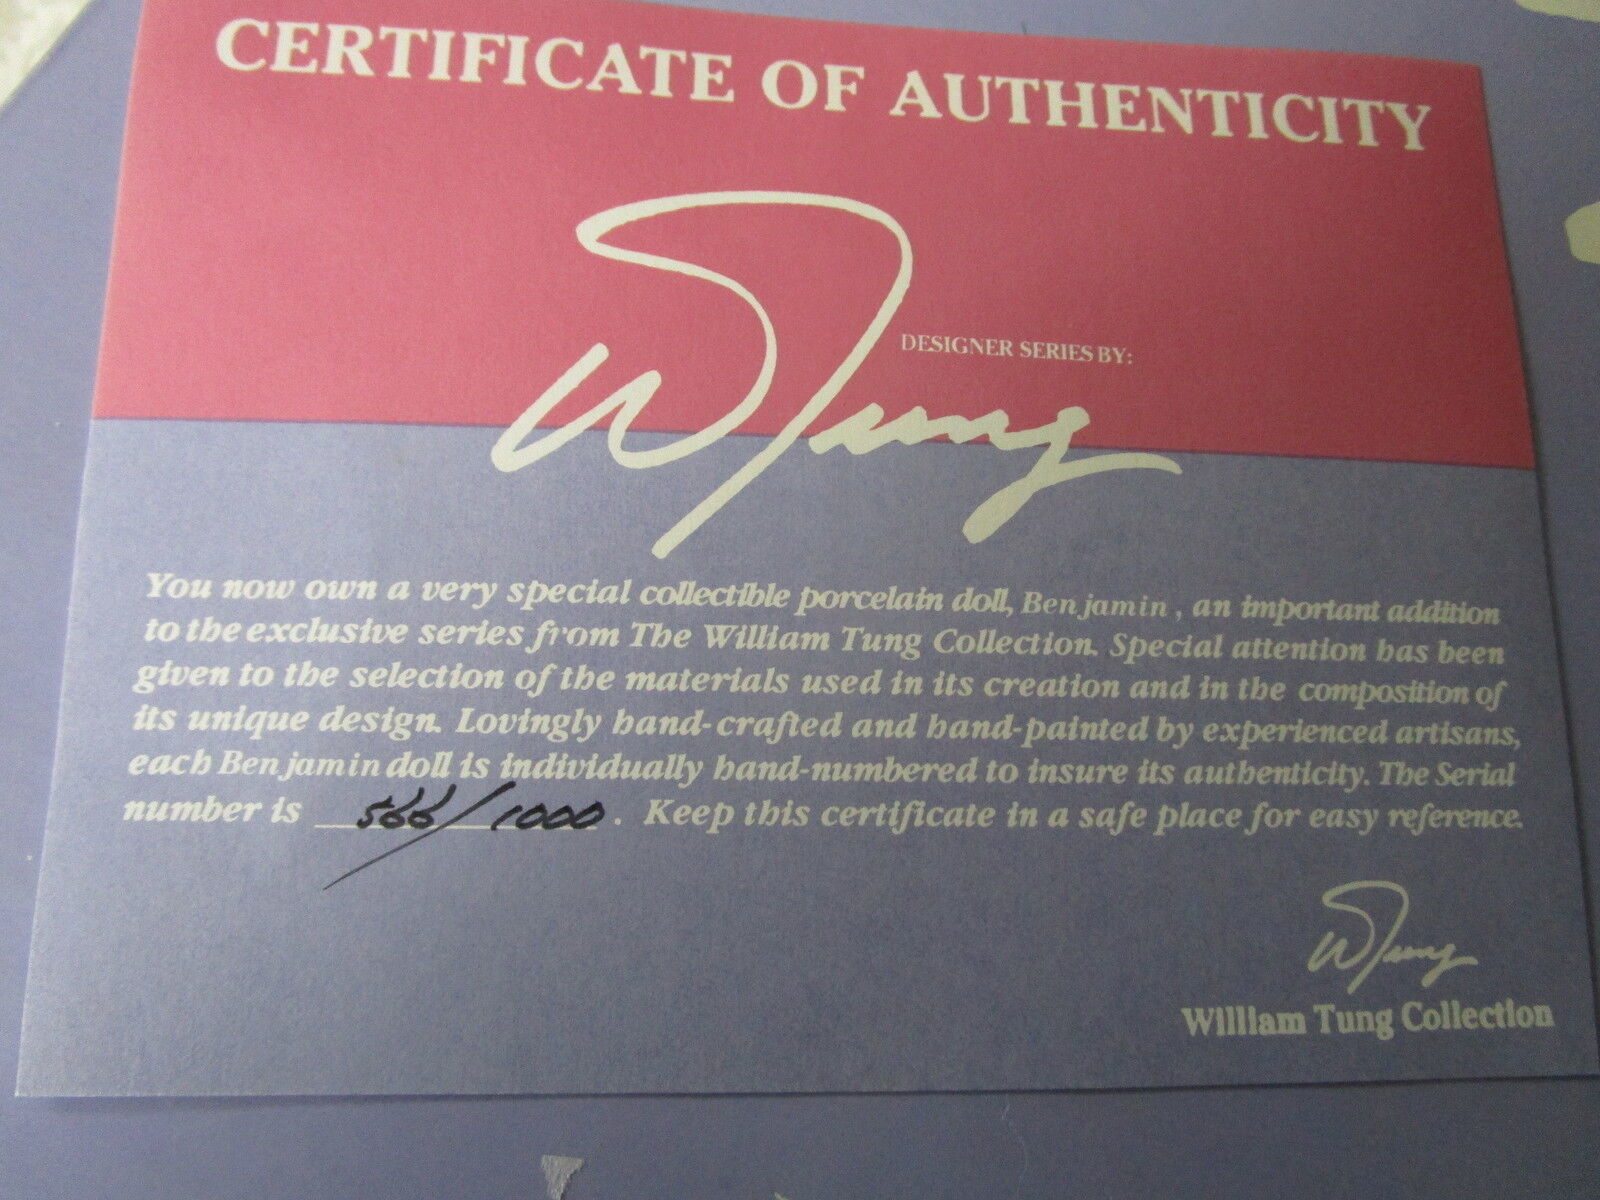 CERTIFICATE OF AUTHENTICITY
DESIGNER SERIES BY:
W Tung
You now own a very special collectible porcelain doll, Benjamin, an important addition
to the exclusive series from The William Tung Collection. Special attention has been
given to the selection of the materials used in its creation and in the composition of
its unique design. Lovingly hand-crafted and hand-painted by experienced artisans,
each Benjamin doll is individually hand-numbered to insure its authenticity. The Serial
number is 566/1000. Keep this certificate in a safe place for easy reference.
W Tung
William Tung Collection